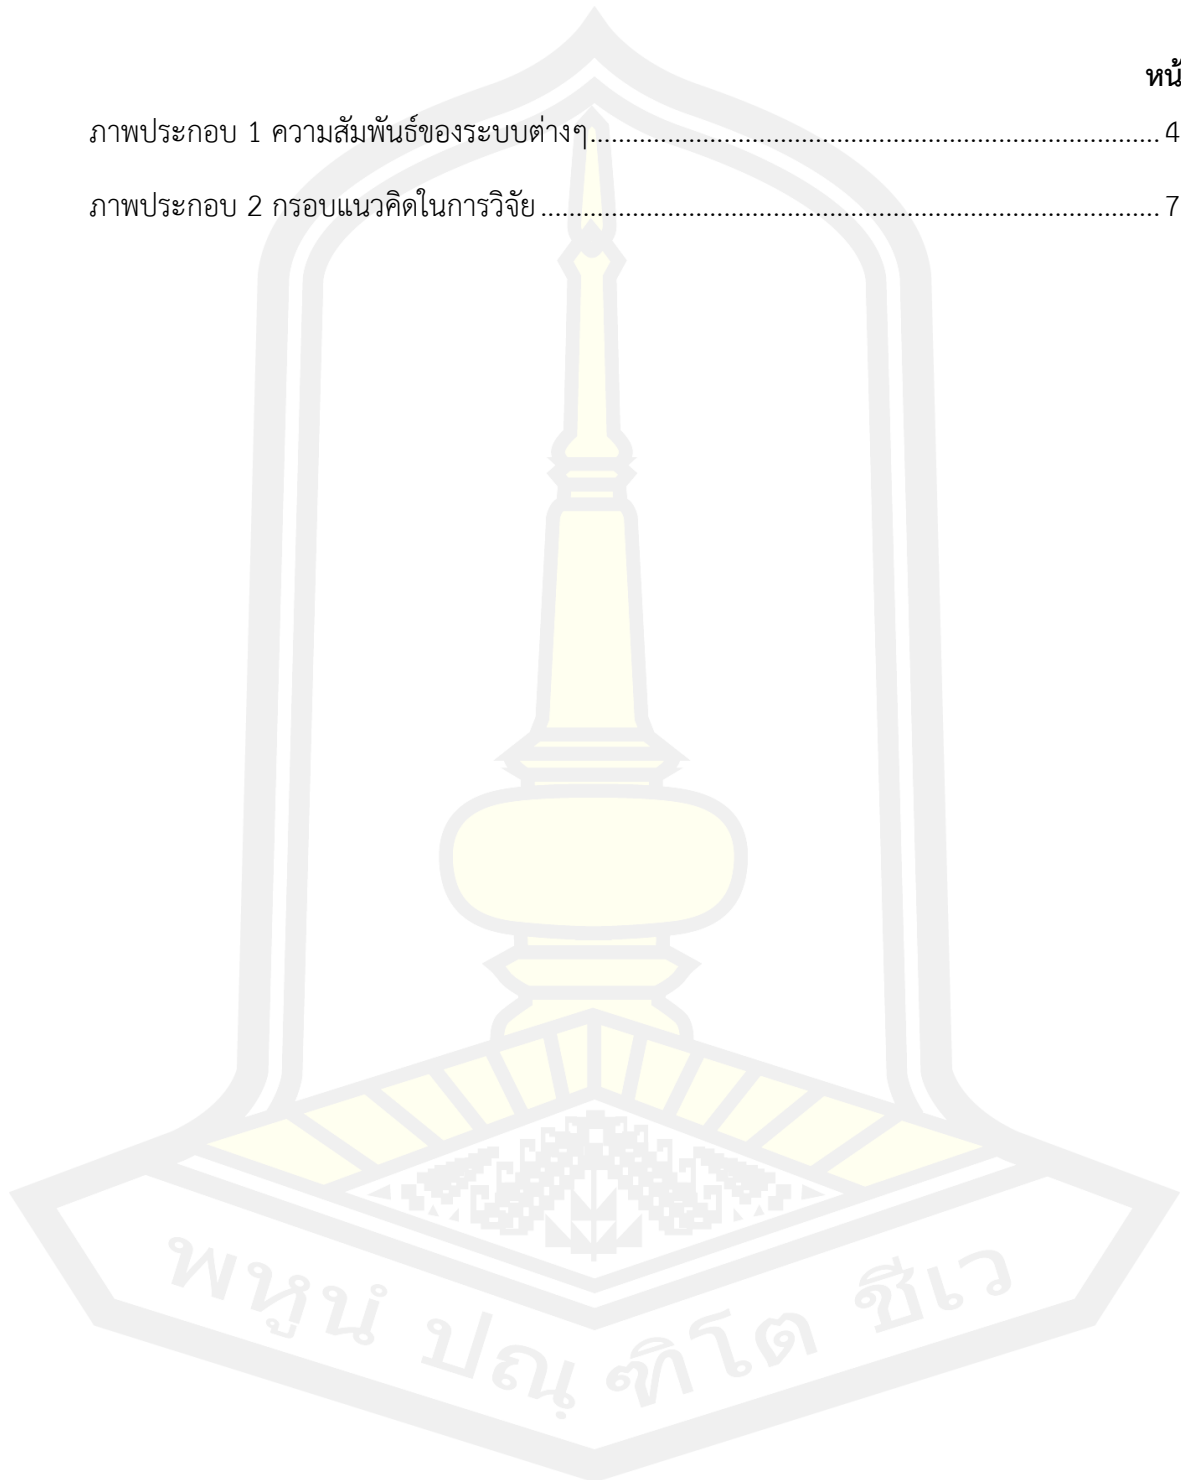 หน้
ภาพประกอบ 1 ความสัมพันธ์ของระบบต่างๆ........................................................................................ 4
ภาพประกอบ 2 กรอบแนวคิดในการวิจัย ............................................................................................... 7
พหูนํ ปณฺฑิโต ชีเว